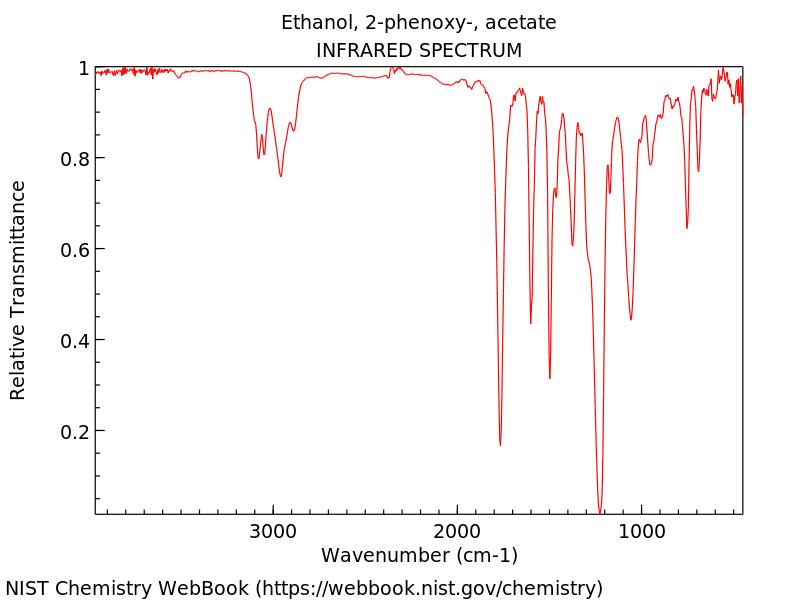 Ethanol, 2-phenoxy-, acetate
INFRARED SPECTRUM
1
0.8
0.6
0.4
0.2
Relative Transmittance
3000 2000 1000
Wavenumber (cm-1)
NIST Chemistry WebBook (https://webbook.nist.gov/chemistry)